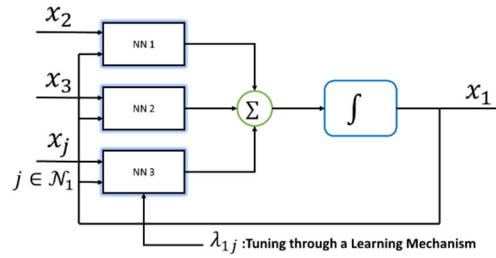 x₂
NN 1
x₃
NN 2
Σ
∫
x₁
xⱼ
j ∈ 𝒩₁
NN 3
λ₁ⱼ :Tuning through a Learning Mechanism